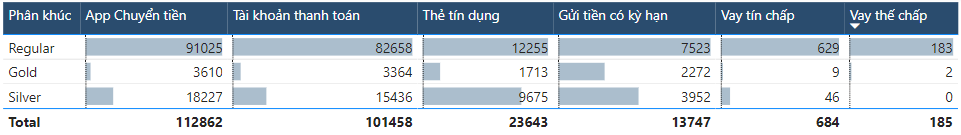 Phân khúc App Chuyển tiền Tài khoản thanh toán Thẻ tín dụng Gửi tiền có kỳ hạn Vay tín chấp Vay thế chấp
Regular 91025 82658 12255 7523 629 183
Gold 3610 3364 1713 2272 9 2
Silver 18227 15436 9675 3952 46 0
Total 112862 101458 23643 13747 684 185